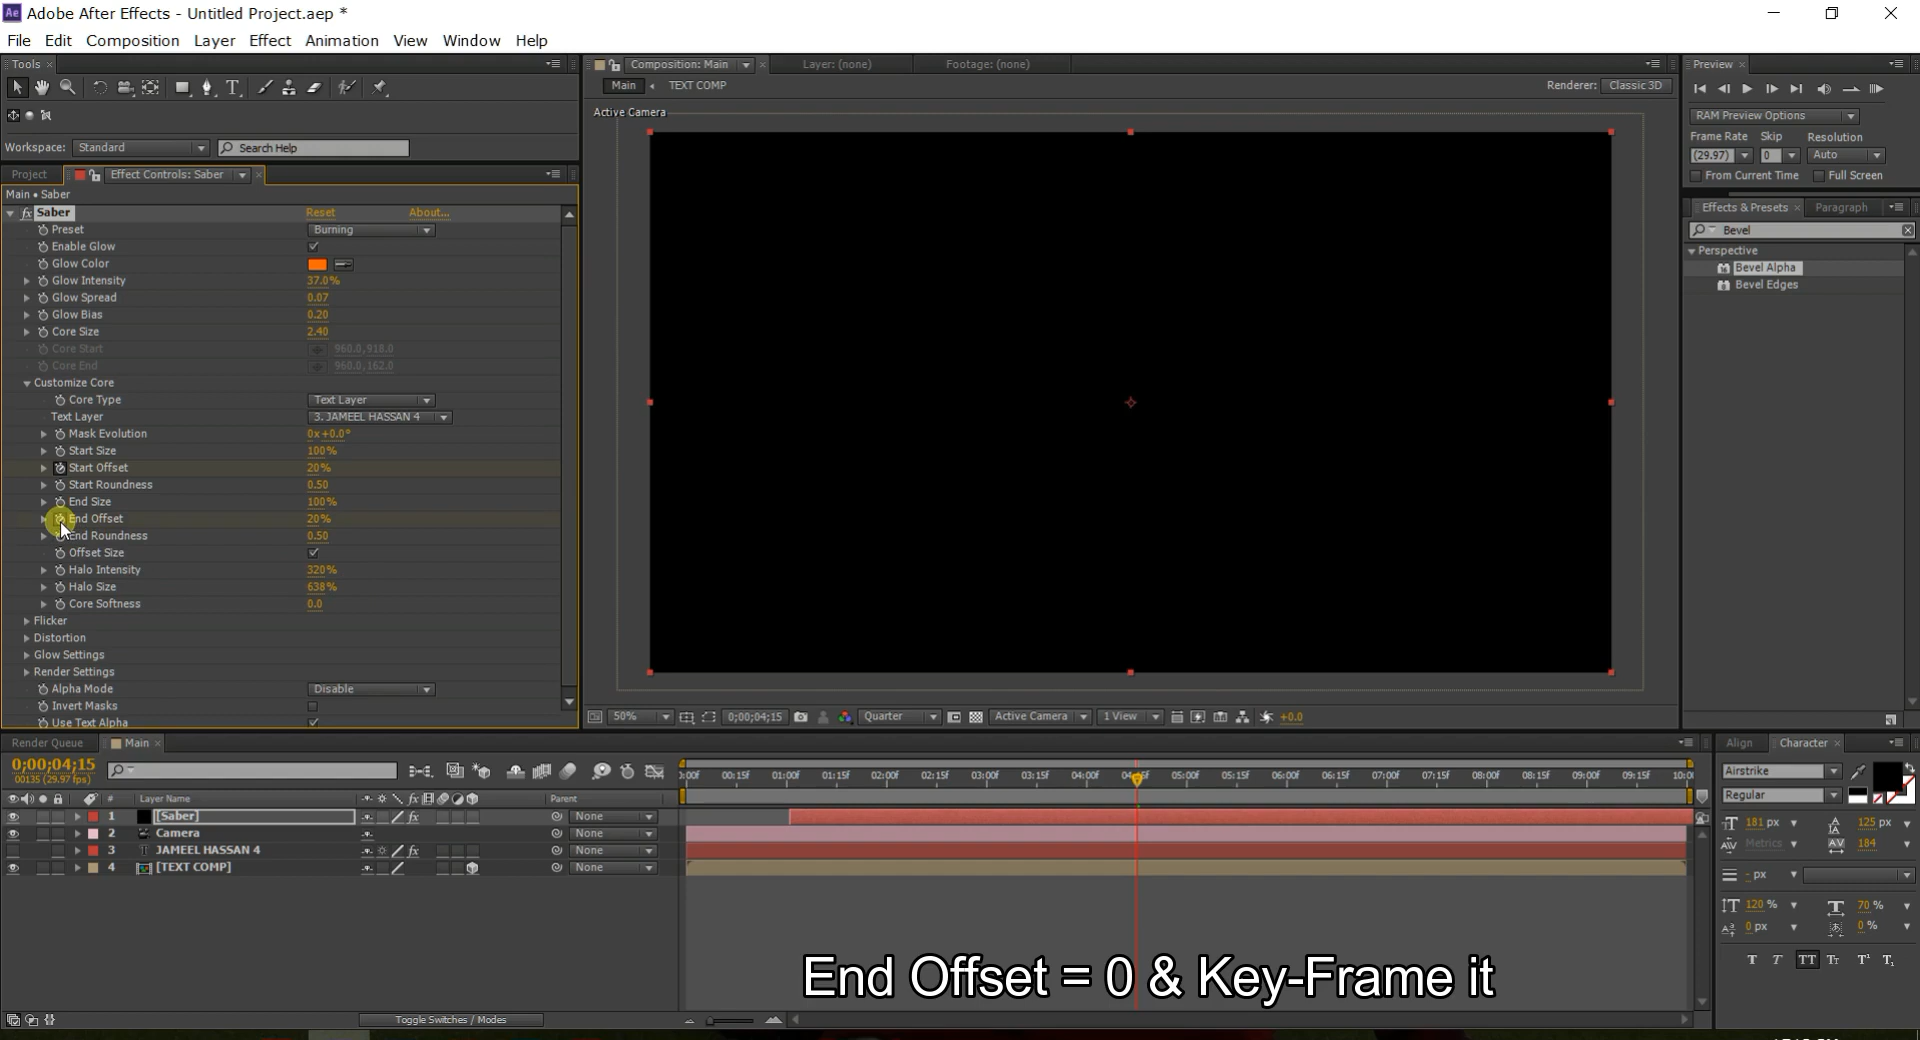 Adobe After Effects - Untitled Project.aep *
File Edit Composition Layer Effect Animation View Window Help
Tools
Workspace: Standard Search Help
Project Effect Controls: Saber
Main • Saber
fx Saber Reset About...
Preset Burning
Enable Glow
Glow Color
Glow Intensity 37.0%
Glow Spread 0.07
Glow Bias 0.20
Core Size 2.40
Core Start 960.0,918.0
Core End 960.0,162.0
Customize Core
Core Type Text Layer
Text Layer 3. JAMEEL HASSAN 4
Mask Evolution 0x+0.0°
Start Size 100%
Start Offset 20%
Start Roundness 0.50
End Size 100%
End Offset 20%
End Roundness 0.50
Offset Size
Halo Intensity 320%
Halo Size 638%
Core Softness 0.0
Flicker
Distortion
Glow Settings
Render Settings
Alpha Mode Disable
Invert Masks
Use Text Alpha
Composition: Main Layer: (none) Footage: (none)
Main TEXT COMP Renderer: Classic 3D
Active Camera
50% 0;00;04;15 Quarter Active Camera 1 View +0.0
Preview
RAM Preview Options
Frame Rate Skip Resolution
(29.97) 0 Auto
From Current Time Full Screen
Effects & Presets Paragraph
Bevel
Perspective
Bevel Alpha
Bevel Edges
Render Queue Main
0;00;04;15
00135 (29.97 fps)
# Layer Name fx Parent
1 [Saber] fx None
2 Camera None
3 T JAMEEL HASSAN 4 fx None
4 [TEXT COMP] None
00:15f 01:00f 01:15f 02:00f 02:15f 03:00f 03:15f 04:00f 05:00f 05:15f 06:00f 06:15f 07:00f 07:15f 08:00f 08:15f 09:00f 09:15f
End Offset = 0 & Key-Frame it
Toggle Switches / Modes
Align Character
Airstrike
Regular
181 px 125 px
Metrics 184
- px
120 % 70 %
0 px 0 %
T T TT Tт T¹ T₁